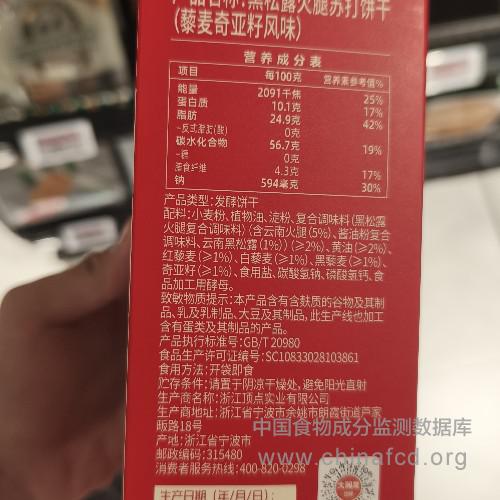 产品名称:黑松露火腿苏打饼干
(藜麦奇亚籽风味)
营养成分表
项目 每100克 营养素参考值%
能量 2091千焦 25%
蛋白质 10.1克 17%
脂肪 24.9克 42%
-反式脂肪(酸) 0克
碳水化合物 56.7克 19%
-糖 0克
膳食纤维 4.3克 17%
钠 594毫克 30%
产品类型:发酵饼干
配料:小麦粉、植物油、淀粉、复合调味料(黑松露
火腿复合调味料)(含云南火腿(5%)、酱油粉复合
调味料、云南黑松露(1%))(≥2%)、黄油(≥2%)、
红藜麦(≥1%)、白藜麦(≥1%)、黑藜麦(≥1%)、
奇亚籽(≥1%)、食用盐、碳酸氢钠、磷酸氢钙、食
品加工用酵母。
致敏物质提示:本产品含有含麸质的谷物及其制
品、乳及乳制品、大豆及其制品,此生产线也加工
含有蛋类及其制品的产品。
产品执行标准号:GB/T 20980
食品生产许可证编号:SC10833028103861
食用方法:开袋即食
贮存条件:请置于阴凉干燥处,避免阳光直射
生产商名称:浙江顶点实业有限公司
生产商地址:浙江省宁波市余姚市朗霞街道芦家
畈路18号
产地:浙江省宁波市
邮政编码:315480
消费者服务热线:400-820-0298
生产日期(年/月/日):
中国食物成分监测数据库
www.chinafcd.org